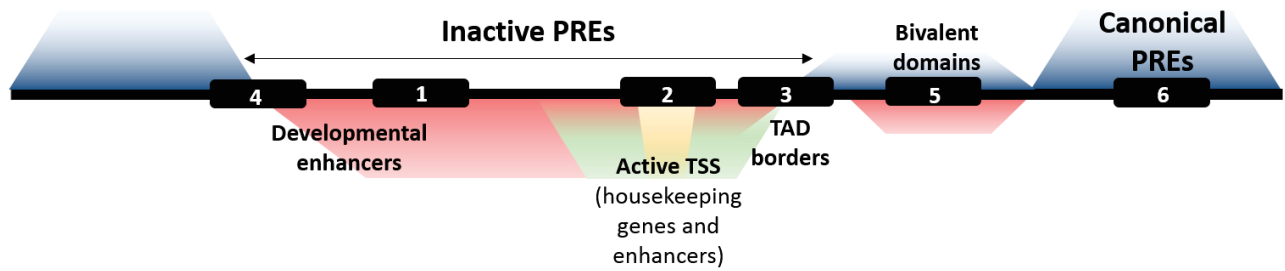 Inactive PREs
Bivalent
domains
Canonical
PREs
4
1
2
3
5
6
Developmental
enhancers
TAD
borders
Active TSS
(housekeeping
genes and
enhancers)